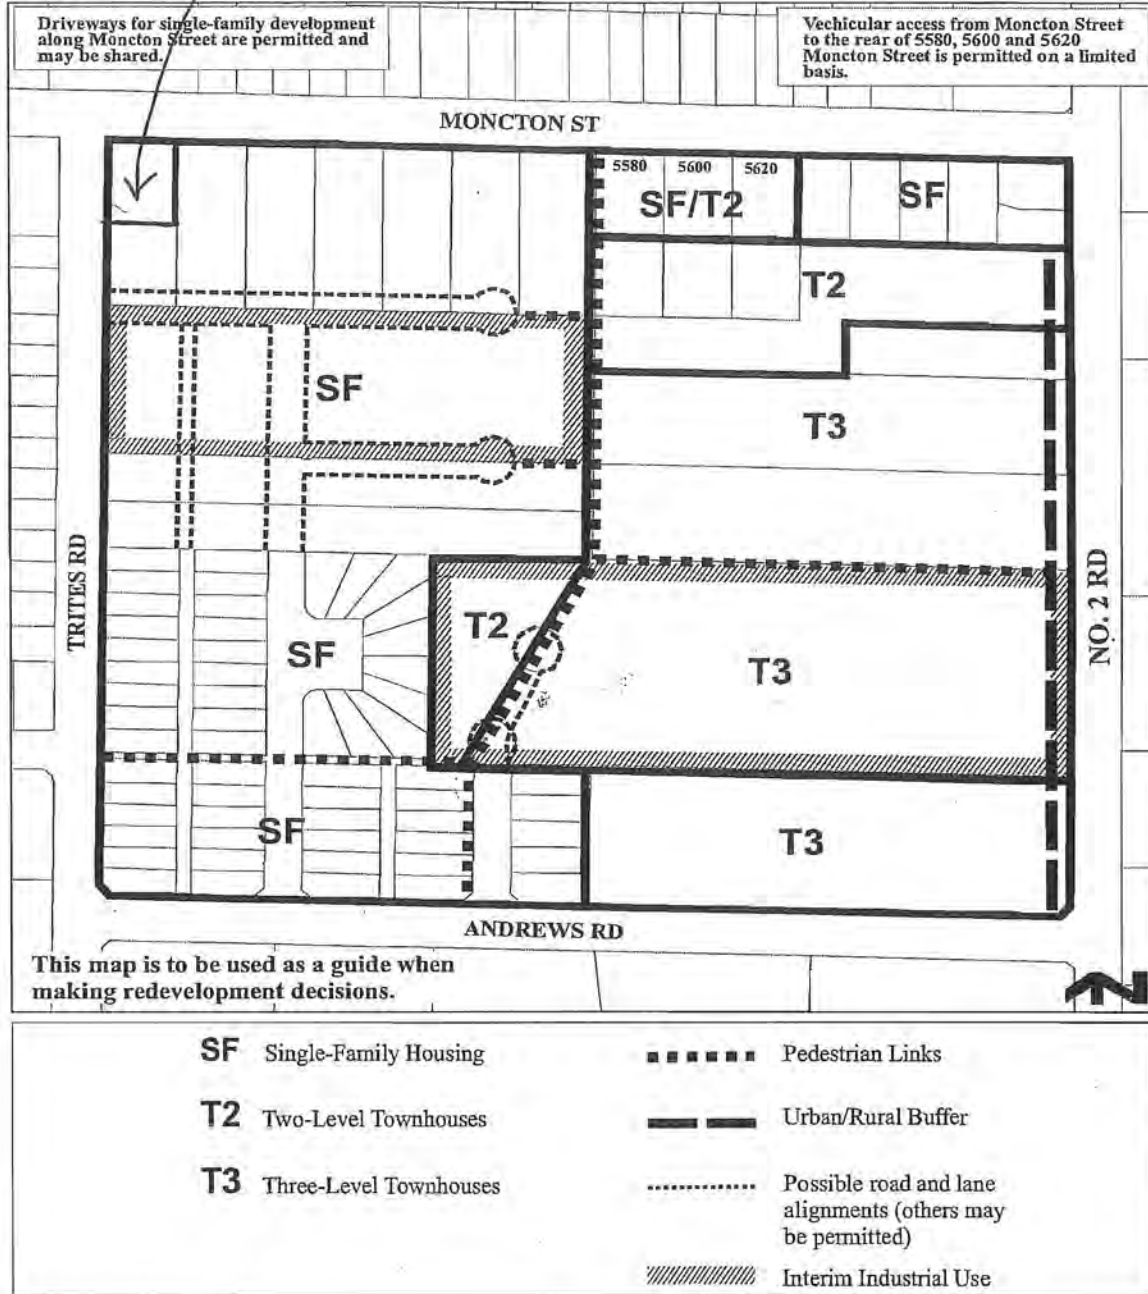 Driveways for single-family development
along Moncton Street are permitted and
may be shared.
Vechicular access from Moncton Street
to the rear of 5580, 5600 and 5620
Moncton Street is permitted on a limited
basis.
MONCTON ST
5580 5600 5620
SF/T2
SF
T2
SF
T3
TRITES RD
NO. 2 RD
T2
SF
T3
SF
T3
ANDREWS RD
This map is to be used as a guide when
making redevelopment decisions.
SF Single-Family Housing
T2 Two-Level Townhouses
T3 Three-Level Townhouses
Pedestrian Links
Urban/Rural Buffer
Possible road and lane
alignments (others may
be permitted)
Interim Industrial Use